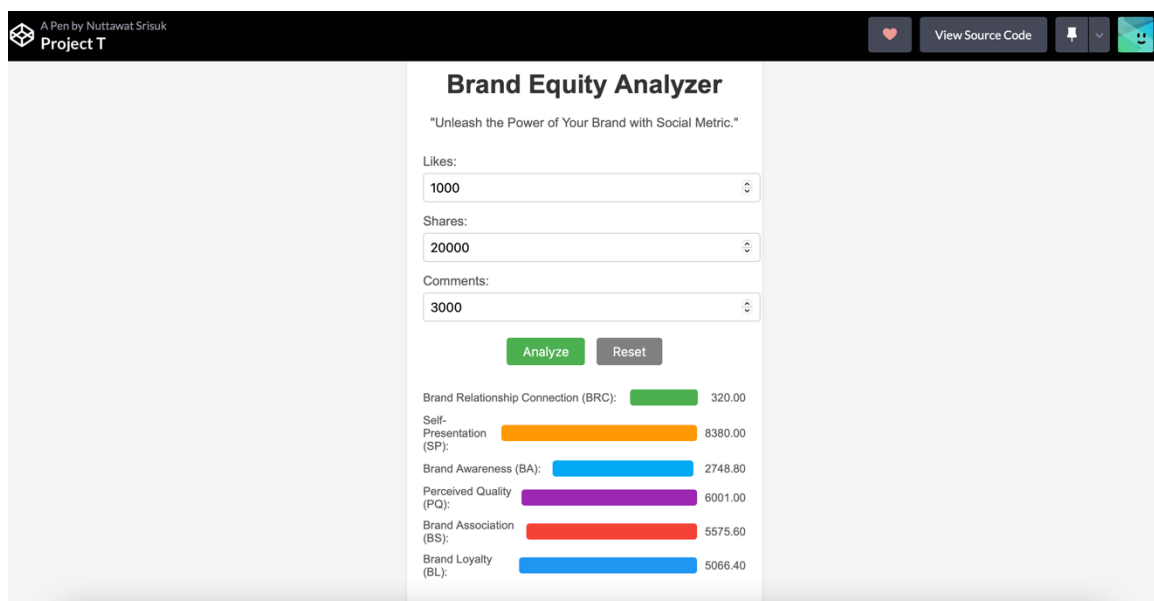 A Pen by Nuttawat Srisuk
Project T
View Source Code
Brand Equity Analyzer
"Unleash the Power of Your Brand with Social Metric."
Likes:
1000
Shares:
20000
Comments:
3000
Analyze Reset
Brand Relationship Connection (BRC): 320.00
Self-
Presentation 8380.00
(SP):
Brand Awareness (BA): 2748.80
Perceived Quality 6001.00
(PQ):
Brand Association 5575.60
(BS):
Brand Loyalty 5066.40
(BL):